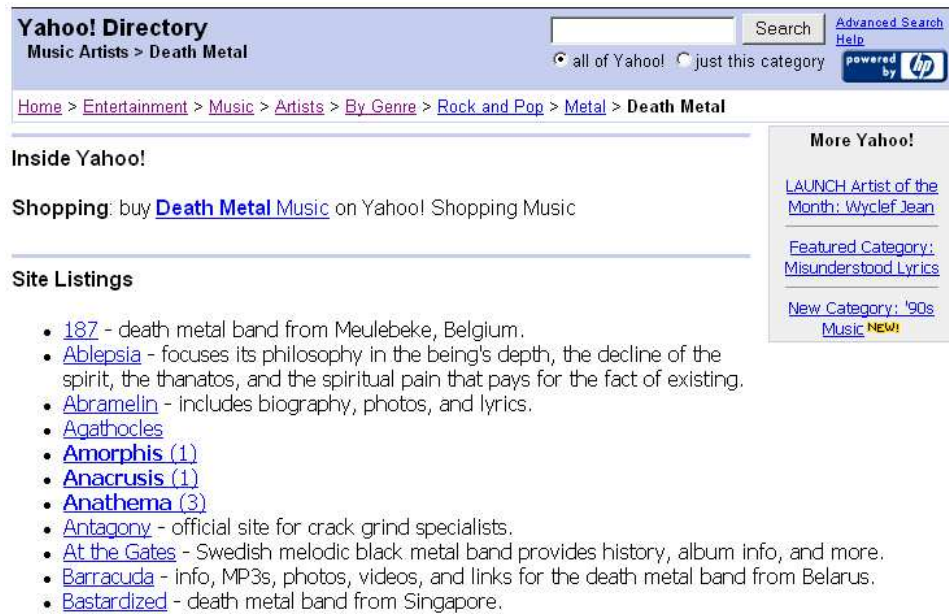 Yahoo! Directory
Music Artists > Death Metal
Search
Advanced Search
Help
all of Yahoo! just this category
powered by hp
Home > Entertainment > Music > Artists > By Genre > Rock and Pop > Metal > Death Metal
Inside Yahoo!
Shopping: buy Death Metal Music on Yahoo! Shopping Music
More Yahoo!
LAUNCH Artist of the
Month: Wyclef Jean
Featured Category:
Misunderstood Lyrics
New Category: '90s
Music NEW!
Site Listings
• 187 - death metal band from Meulebeke, Belgium.
• Ablepsia - focuses its philosophy in the being's depth, the decline of the
spirit, the thanatos, and the spiritual pain that pays for the fact of existing.
• Abramelin - includes biography, photos, and lyrics.
• Agathocles
• Amorphis (1)
• Anacrusis (1)
• Anathema (3)
• Antagony - official site for crack grind specialists.
• At the Gates - Swedish melodic black metal band provides history, album info, and more.
• Barracuda - info, MP3s, photos, videos, and links for the death metal band from Belarus.
• Bastardized - death metal band from Singapore.